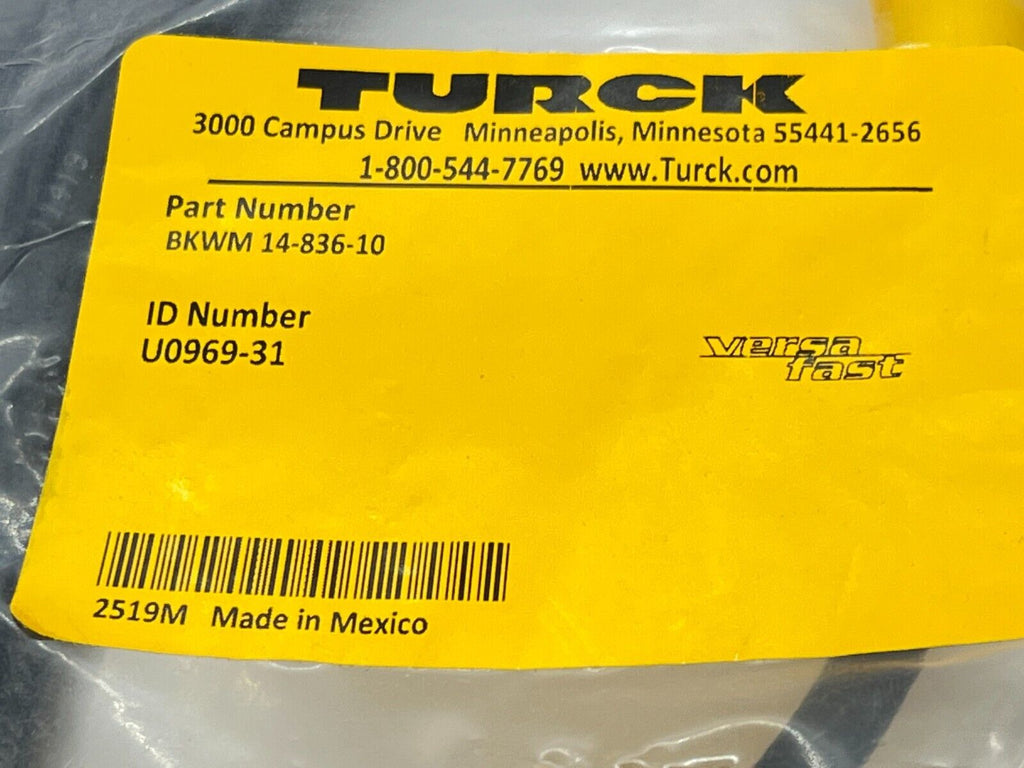 TURCK
3000 Campus Drive Minneapolis, Minnesota 55441-2656
1-800-544-7769 www.Turck.com
Part Number
BKWM 14-836-10
ID Number
U0969-31
versa
fast
2519M Made in Mexico